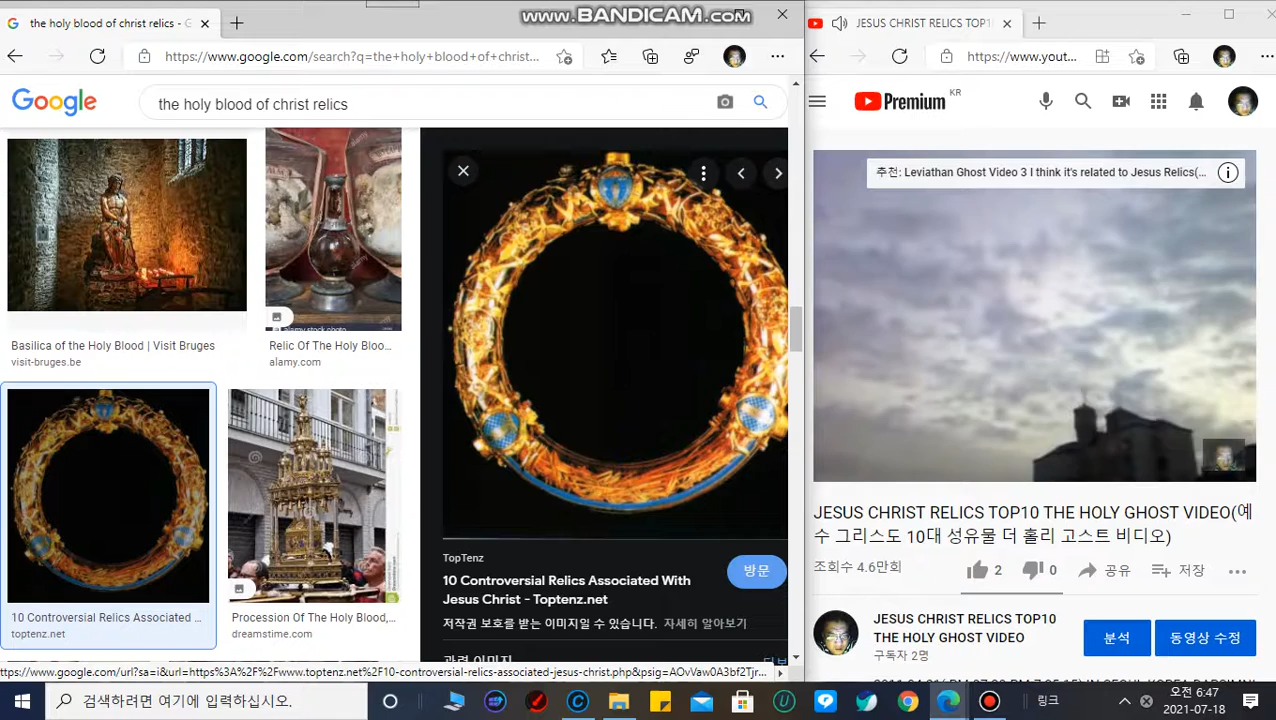 www.BANDICAM.com
the holy blood of christ relics - G
https://www.google.com/search?q=the+holy+blood+of+christ...
Google
the holy blood of christ relics
Basilica of the Holy Blood | Visit Bruges
visit-bruges.be
alamy stock photo
Relic Of The Holy Bloo...
alamy.com
10 Controversial Relics Associated ...
toptenz.net
Procession Of The Holy Blood,...
dreamstime.com
TopTenz
방문
10 Controversial Relics Associated With
Jesus Christ - Toptenz.net
저작권 보호를 받는 이미지일 수 있습니다. 자세히 알아보기
관련 이미지
https://www.google.com/url?sa=i&url=https%3A%2F%2Fwww.toptenz.net%2F10-controversial-relics-associated-jesus-christ.php&psig=AOvVaw0A3bf2Tjr...
JESUS CHRIST RELICS TOP1
https://www.yout...
Premium KR
추천: Leviathan Ghost Video 3 I think it's related to Jesus Relics(...
JESUS CHRIST RELICS TOP10 THE HOLY GHOST VIDEO(예
수 그리스도 10대 성유물 더 홀리 고스트 비디오)
조회수 4.6만회
2
0
공유
저장
JESUS CHRIST RELICS TOP10
THE HOLY GHOST VIDEO
구독자 2명
분석
동영상 수정
검색하려면 여기에 입력하십시오.
링크
오전 6:47
2021-07-18